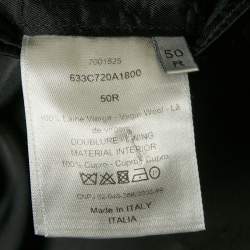 7001825
633C720A1800
50R
100% Laine Vierge - Virgin Wool - Lã
de
DOUBLURE - LINING
MATERIAL INTERIOR
100% Cupro - Cupro - Cupro
Made in ITALY
ITALIA
50